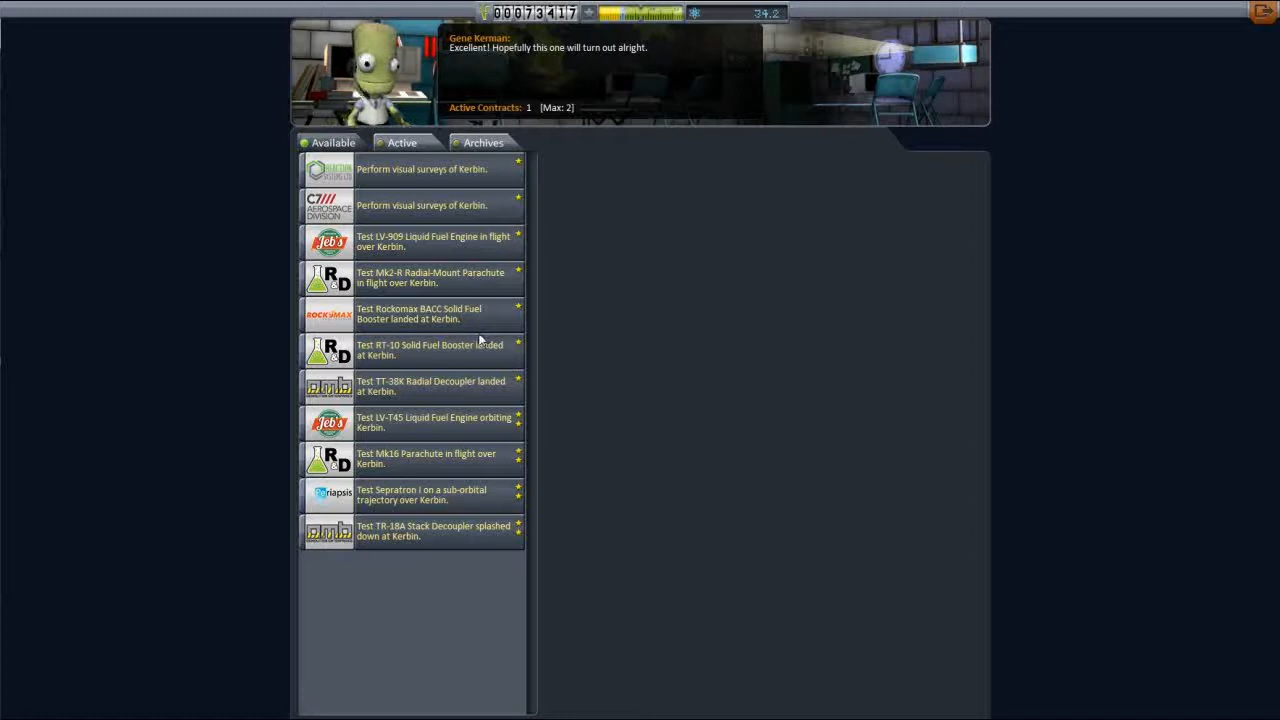 00073417
34.2
Gene Kerman:
Excellent! Hopefully this one will turn out alright.
Active Contracts: 1 [Max: 2]
Available
Active
Archives
Perform visual surveys of Kerbin.
C7///
AEROSPACE
DIVISION
Perform visual surveys of Kerbin.
Jeb's
Test LV-909 Liquid Fuel Engine in flight
over Kerbin.
R&D
Test Mk2-R Radial-Mount Parachute
in flight over Kerbin.
ROCKOMAX
Test Rockomax BACC Solid Fuel
Booster landed at Kerbin.
R&D
Test RT-10 Solid Fuel Booster landed
at Kerbin.
Test TT-38K Radial Decoupler landed
at Kerbin.
Jeb's
Test LV-T45 Liquid Fuel Engine orbiting
Kerbin.
R&D
Test Mk16 Parachute in flight over
Kerbin.
Periapsis
Test Sepratron I on a sub-orbital
trajectory over Kerbin.
Test TR-18A Stack Decoupler splashed
down at Kerbin.